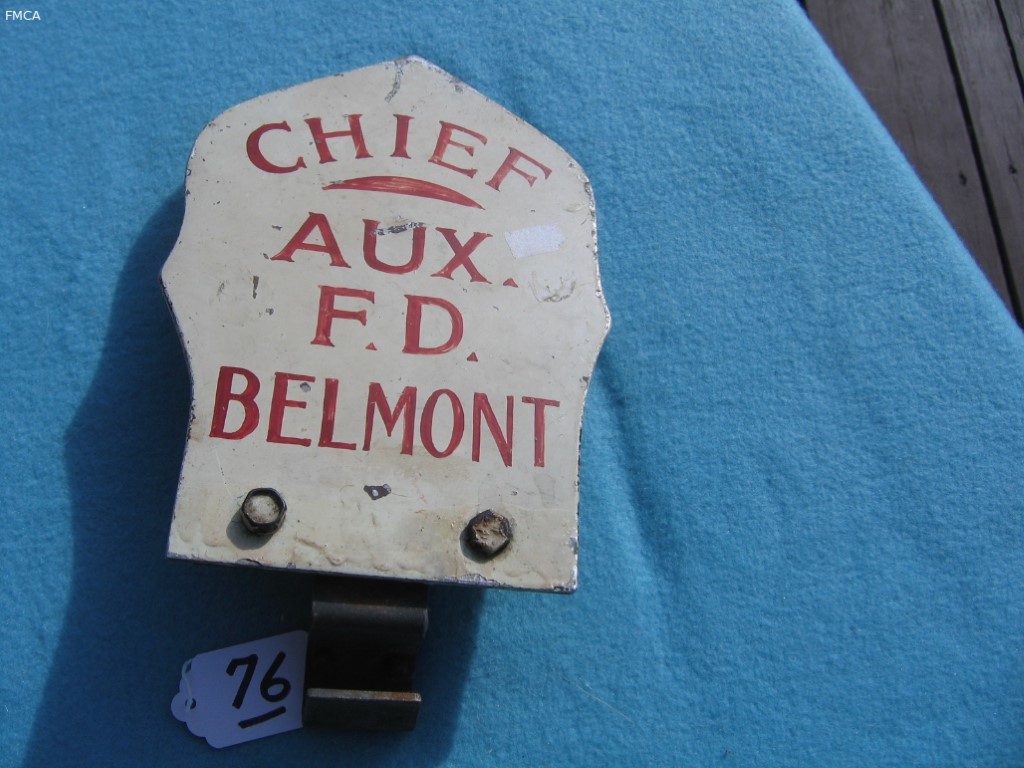 FMCA
CHIEF
AUX.
F.D.
BELMONT
76